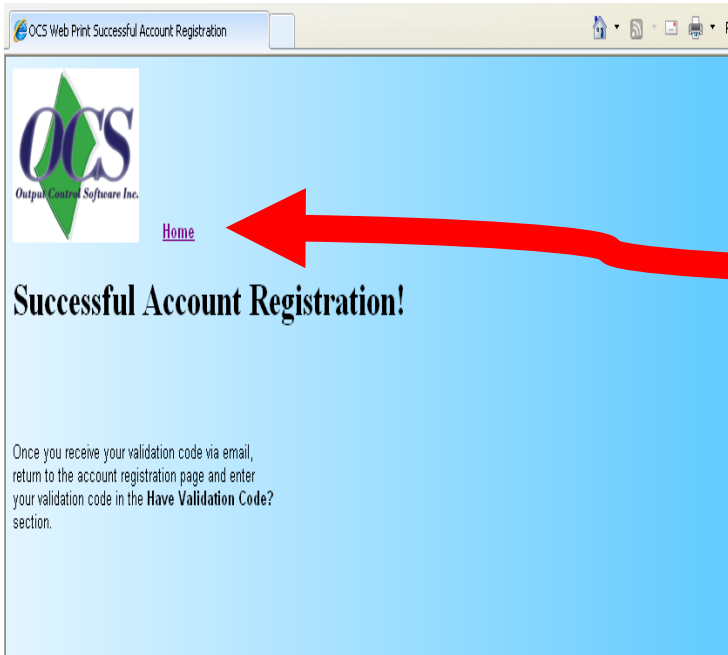 OCS Web Print Successful Account Registration
OCS
Output Control Software Inc.
Home
Successful Account Registration!
Once you receive your validation code via email,
return to the account registration page and enter
your validation code in the Have Validation Code?
section.